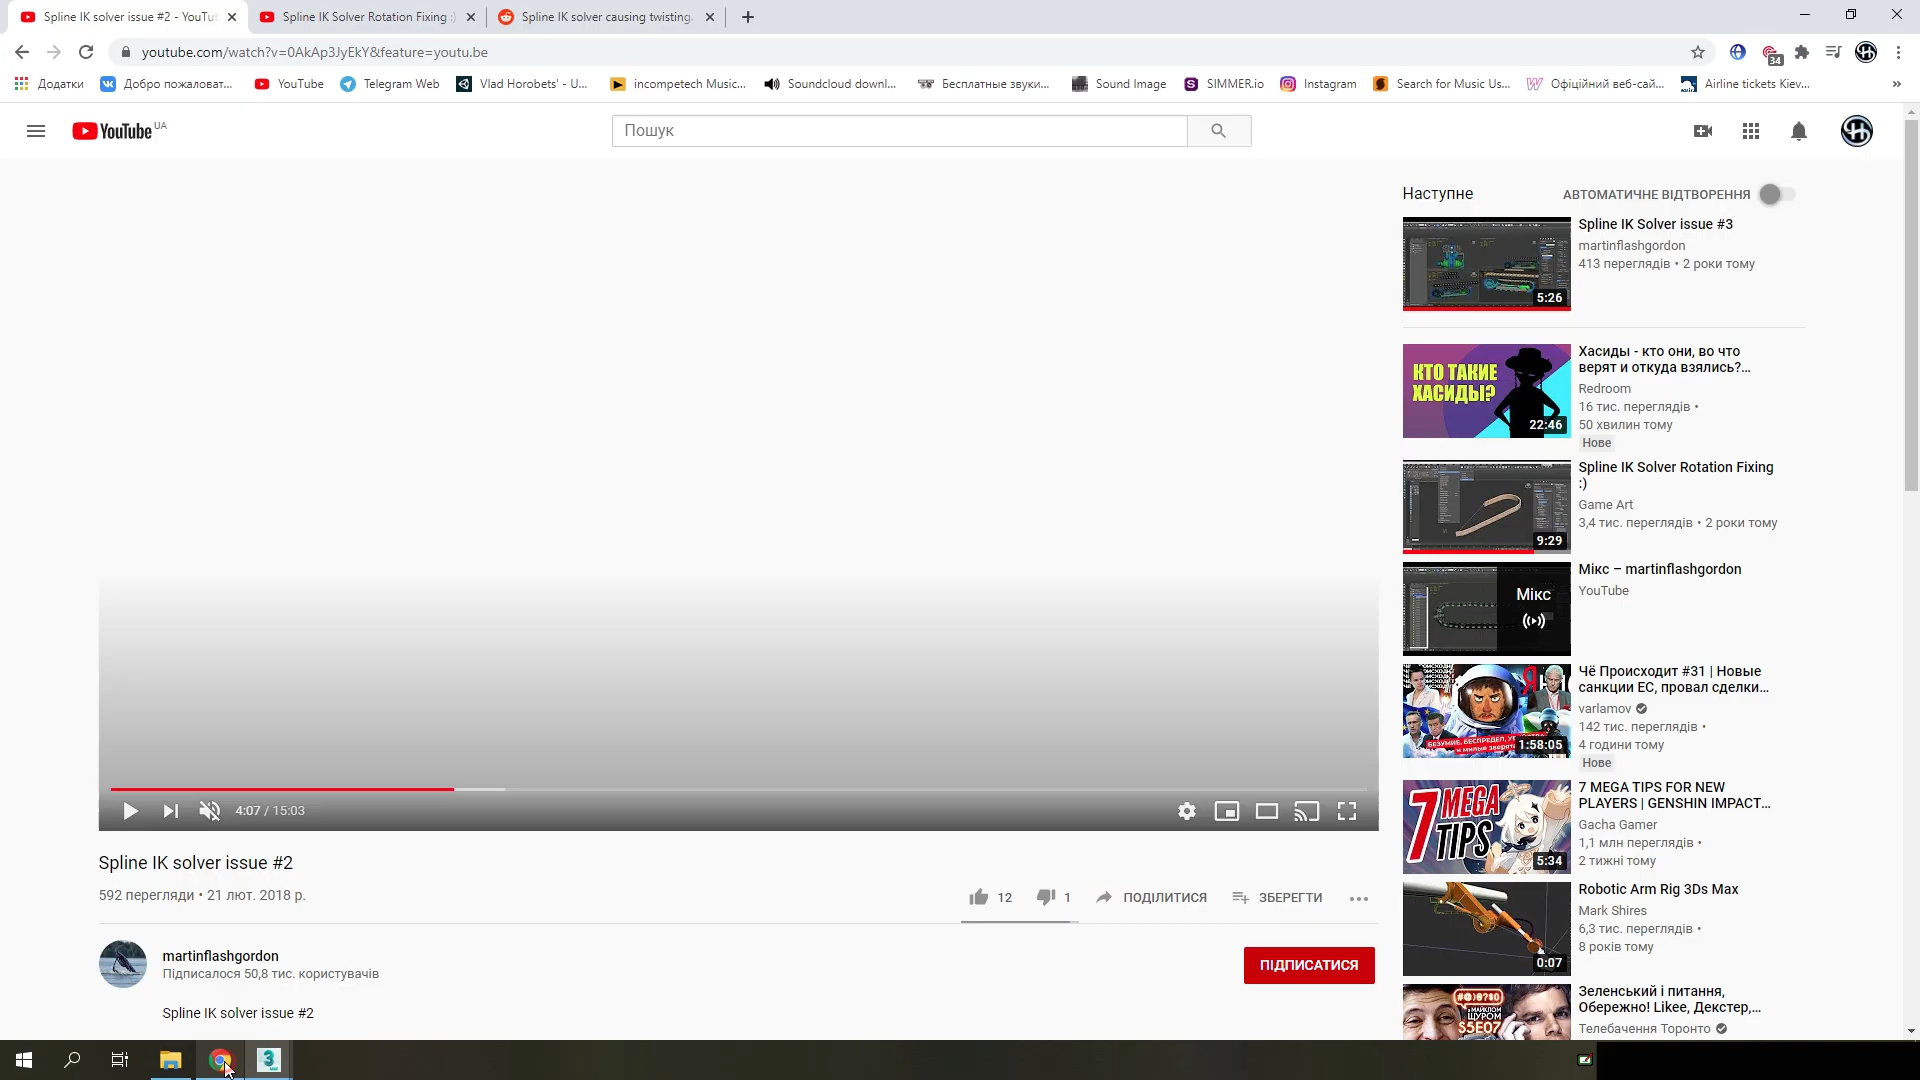 Spline IK solver issue #2 - YouTu
Spline IK Solver Rotation Fixing :)
Spline IK solver causing twisting.
youtube.com/watch?v=0AkAp3JyEkY&feature=youtu.be
34
Додатки
Добро пожаловат...
YouTube
Telegram Web
Vlad Horobets' - U...
incompetech Music...
Soundcloud downl...
Бесплатные звуки...
Sound Image
SIMMER.io
Instagram
Search for Music Us...
Офіційний веб-сай...
Airline tickets Kiev...
»
YouTube UA
Пошук
Наступне
АВТОМАТИЧНЕ ВІДТВОРЕННЯ
5:26
Spline IK Solver issue #3
martinflashgordon
413 переглядів • 2 роки тому
КТО ТАКИЕ
ХАСИДЫ?
22:46
Хасиды - кто они, во что
верят и откуда взялись?...
Redroom
16 тис. переглядів •
50 хвилин тому
Нове
9:29
Spline IK Solver Rotation Fixing
:)
Game Art
3,4 тис. переглядів • 2 роки тому
Мікс
Мікс – martinflashgordon
YouTube
1:58:05
Чё Происходит #31 | Новые
санкции ЕС, провал сделки...
varlamov
142 тис. переглядів •
4 години тому
Нове
7 MEGA
TIPS
5:34
7 MEGA TIPS FOR NEW
PLAYERS | GENSHIN IMPACT...
Gacha Gamer
1,1 млн переглядів •
2 тижні тому
0:07
Robotic Arm Rig 3Ds Max
Mark Shires
6,3 тис. переглядів •
8 років тому
З МАЙКЛОМ
ЩУРОМ
S5E07
Зеленський і питання,
Обережно! Likee, Декстер,...
Телебачення Торонто
4:07 / 15:03
Spline IK solver issue #2
592 перегляди • 21 лют. 2018 р.
12
1
ПОДІЛИТИСЯ
ЗБЕРЕГТИ
martinflashgordon
Підписалося 50,8 тис. користувачів
ПІДПИСАТИСЯ
Spline IK solver issue #2
3